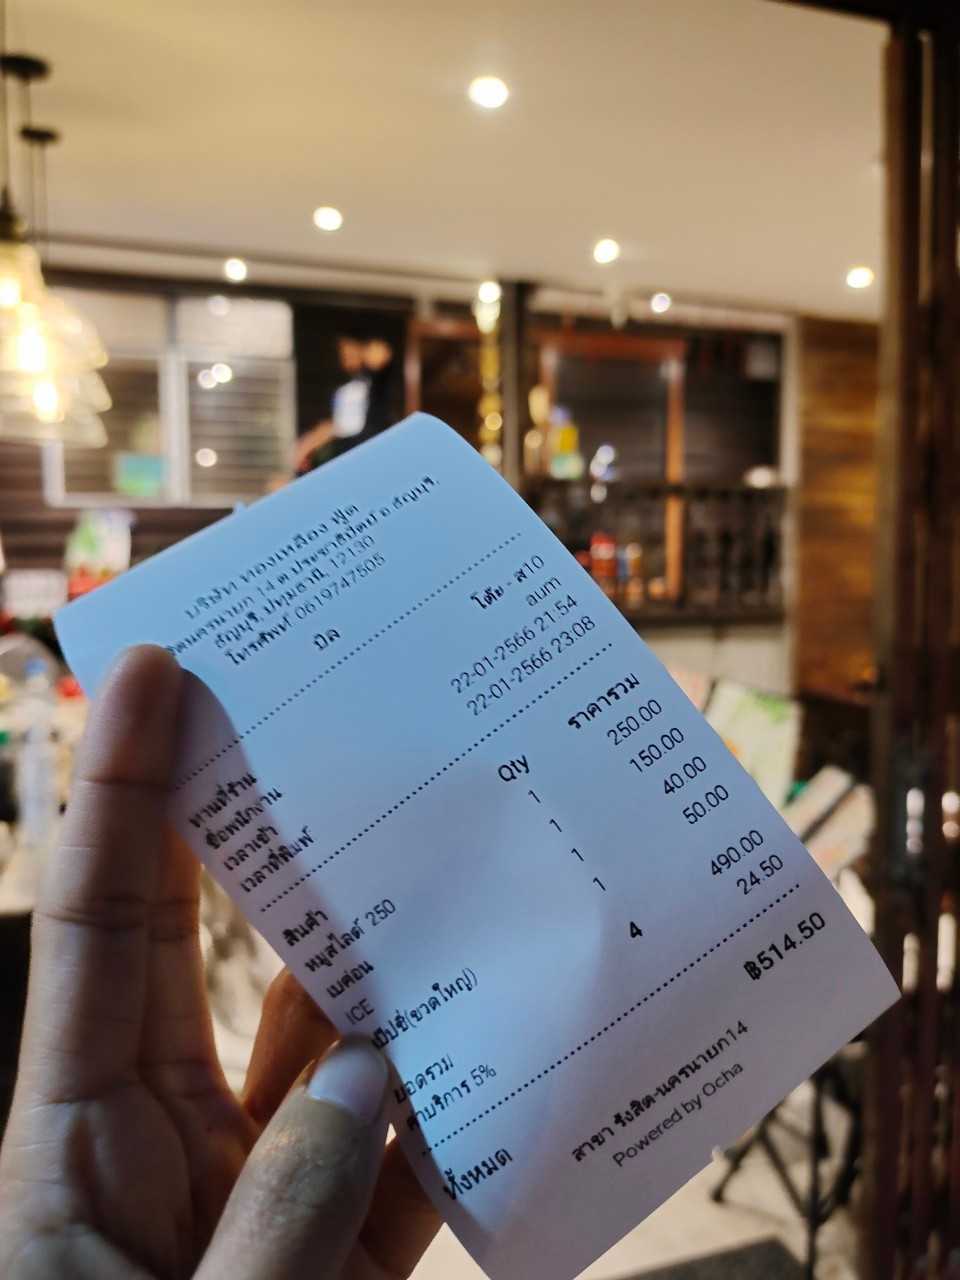 บริษัท ทองเหลือง ฟู้ด
14 ต.ประชาธิปัตย์ อ.ธัญบุรี,
ธัญบุรี, ปทุมธานี, 12130
โทรศัพท์ 0619747505
บิล
ทานที่ร้าน โต๊ะ - ส10
ชื่อพนักงาน aum
เวลาเข้า 22-01-2566 21:54
เวลาที่พิมพ์ 22-01-2566 23:08
สินค้า Qty ราคารวม
หมูสไลด์ 250 1 250.00
เบค่อน 1 150.00
ICE 1 40.00
เป๊ปซี่(ขวดใหญ่) 1 50.00
ยอดรวม 4 490.00
ค่าบริการ 5% 24.50
ทั้งหมด ฿514.50
สาขา รังสิต-นครนายก14
Powered by Ocha